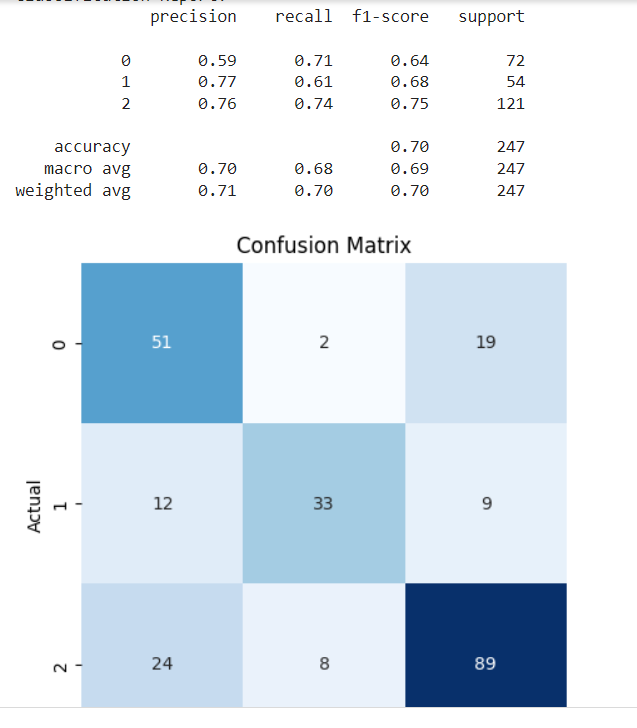 precision recall f1-score support
0 0.59 0.71 0.64 72
1 0.77 0.61 0.68 54
2 0.76 0.74 0.75 121
accuracy 0.70 247
macro avg 0.70 0.68 0.69 247
weighted avg 0.71 0.70 0.70 247
Confusion Matrix
0 51 2 19
Actual
1 12 33 9
2 24 8 89